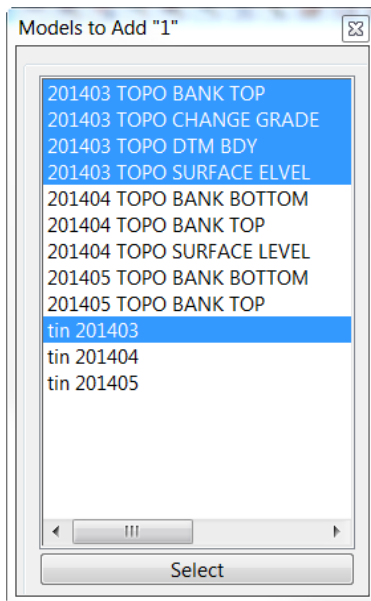 Models to Add "1"
201403 TOPO BANK TOP
201403 TOPO CHANGE GRADE
201403 TOPO DTM BDY
201403 TOPO SURFACE ELVEL
201404 TOPO BANK BOTTOM
201404 TOPO BANK TOP
201404 TOPO SURFACE LEVEL
201405 TOPO BANK BOTTOM
201405 TOPO BANK TOP
tin 201403
tin 201404
tin 201405
Select